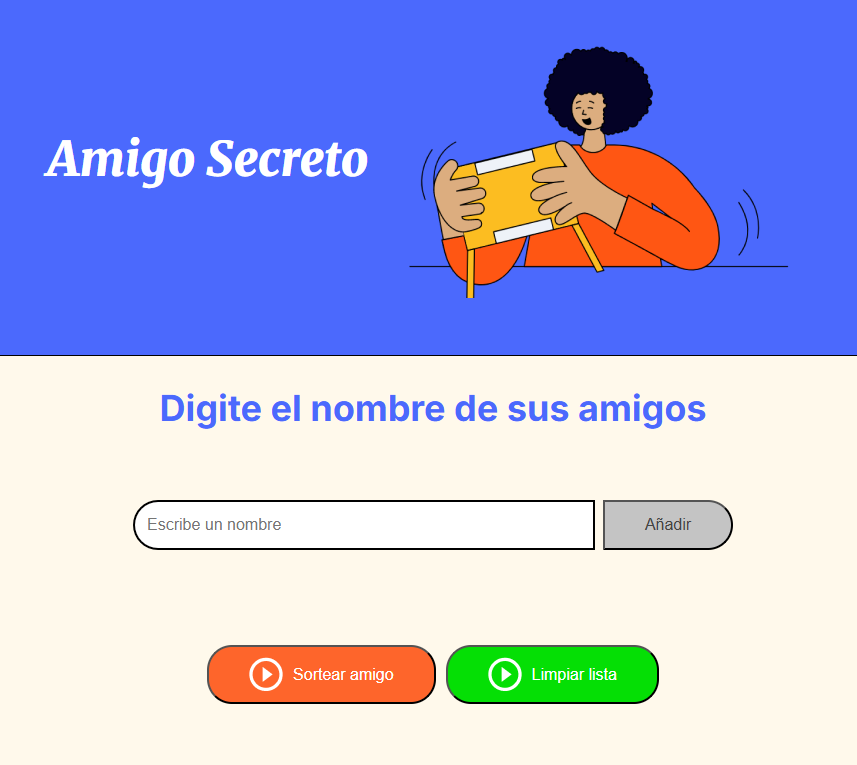 Amigo Secreto
Digite el nombre de sus amigos
Escribe un nombre
Añadir
Sortear amigo
Limpiar lista